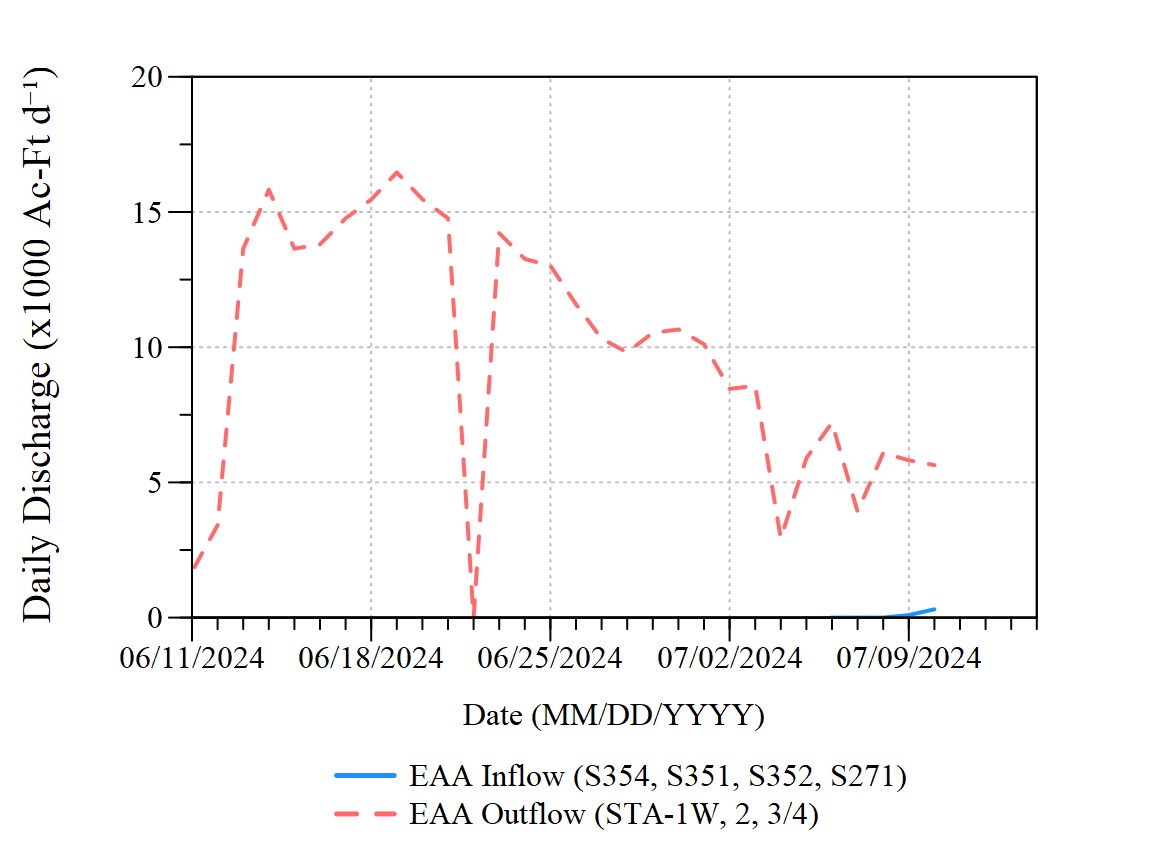 Daily Discharge (x1000 Ac-Ft d⁻¹)
20
15
10
5
0
06/11/2024 06/18/2024 06/25/2024 07/02/2024 07/09/2024
Date (MM/DD/YYYY)
EAA Inflow (S354, S351, S352, S271)
EAA Outflow (STA-1W, 2, 3/4)